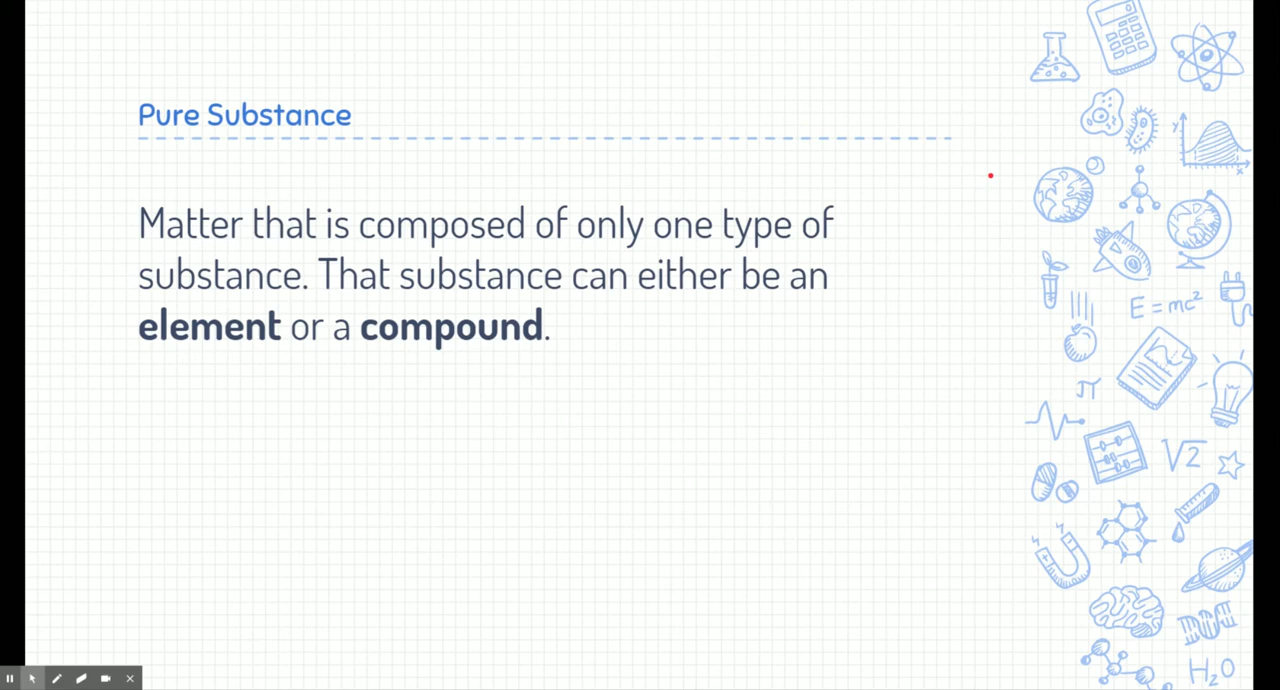 Pure Substance
Matter that is composed of only one type of
substance. That substance can either be an
element or a compound.
y
x
E = mc²
π
√2
H₂O